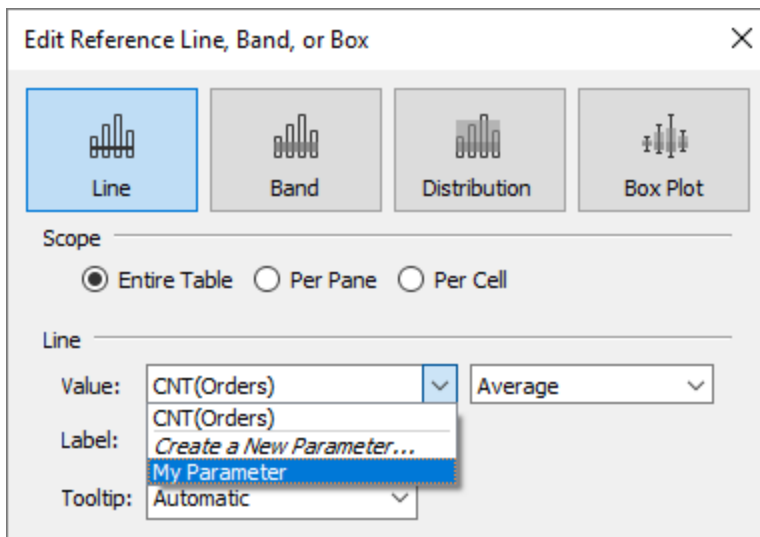 Edit Reference Line, Band, or Box
Line Band Distribution Box Plot
Scope
Entire Table Per Pane Per Cell
Line
Value: CNT(Orders) Average
CNT(Orders)
Label: Create a New Parameter...
My Parameter
Tooltip: Automatic